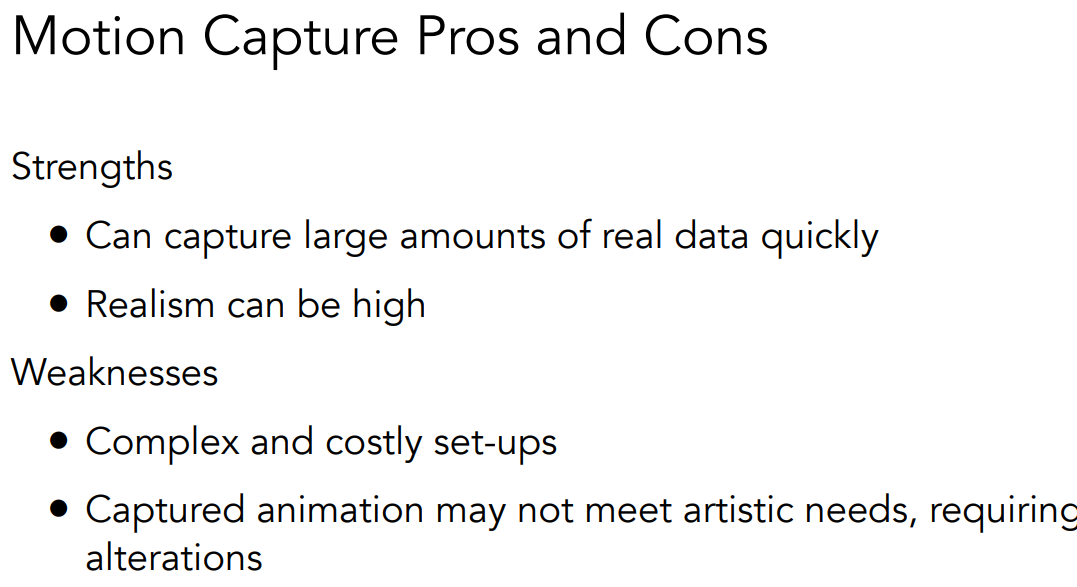 Motion Capture Pros and Cons
Strengths
● Can capture large amounts of real data quickly
● Realism can be high
Weaknesses
● Complex and costly set-ups
● Captured animation may not meet artistic needs, requiring
alterations